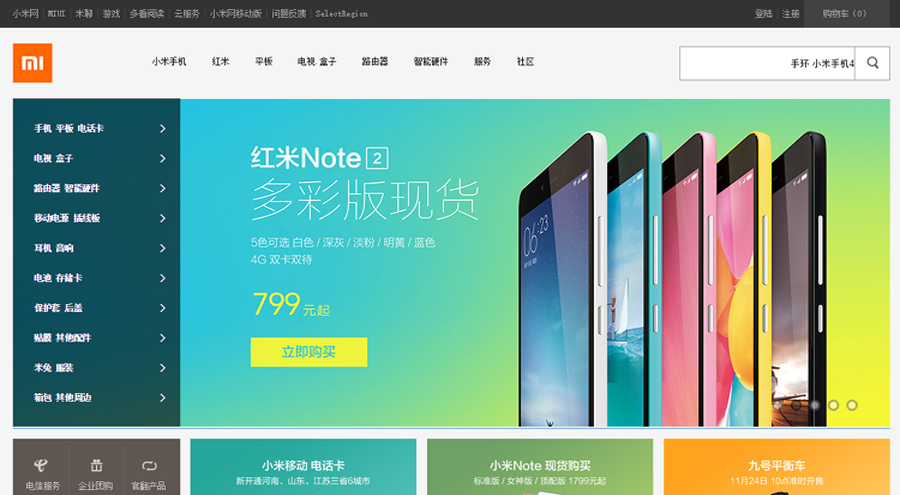 小米网 MIUI 米聊 游戏 多看阅读 云服务 小米网移动版 问题反馈 SelectRegion 登陆 注册 购物车（0）
mi 小米手机 红米 平板 电视 盒子 路由器 智能硬件 服务 社区 手环 小米手机4
手机 平板 电话卡
电视 盒子
路由器 智能硬件
移动电源 插线板
耳机 音响
电池 存储卡
保护套 后盖
贴膜 其他配件
米兔 服装
箱包 其他周边
红米Note 2
多彩版现货
5色可选 白色 / 深灰 / 淡粉 / 明黄 / 蓝色
4G 双卡双待
799元起
立即购买
06:23
电信服务 企业团购 官翻产品
小米移动 电话卡
新开通河南、山东、江苏三省6城市
小米Note 现货购买
标准版 / 女神版 / 顶配版 1799元起
九号平衡车
11月24日 10点准时开售